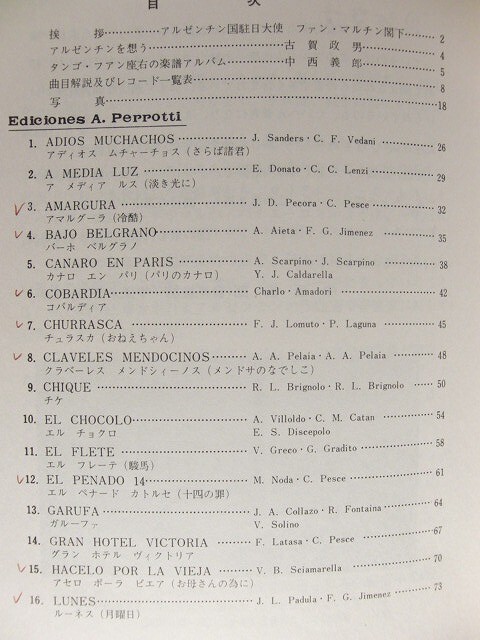 目 次
挨 拶 アルゼンチン国駐日大使 ファン・マルチン閣下 2
アルゼンチンを想う 古 賀 政 男 4
タンゴ・フアン座右の楽譜アルバム 中 西 義 郎 5
曲目解説及びレコード一覧表 8
写 真 18
Ediciones A. Perrotti
1. ADIOS MUCHACHOS J. Sanders・C. F. Vedani 26
アディオス ムチャーチョス（さらば諸君）
2. A MEDIA LUZ E. Donato・C. C. Lenzi 29
ア メディア ルス（淡き光に）
3. AMARGURA J. D. Pecora・C. Pesce 32
アマルグーラ（冷酷）
4. BAJO BELGRANO A. Aieta・F. G. Jimenez 35
バーホ ベルグラノ
5. CANARO EN PARIS A. Scarpino・J. Scarpino 38
カナロ エン パリ（パリのカナロ） Y. J. Caldarella
6. COBARDIA Charlo・Amadori 42
コバルディア
7. CHURRASCA F. J. Lomuto・P. Laguna 45
チュラスカ（おねえちゃん）
8. CLAVELES MENDOCINOS A. A. Pelaia・A. A. Pelaia 48
クラベーレス メンドシィーノス（メンドサのなでしこ）
9. CHIQUE R. L. Brignolo・R. L. Brignolo 50
チケ
10. EL CHOCOLO A. Villoldo・C. M. Catan 54
エル チョクロ E. S. Discepolo
11. EL FLETE V. Greco・G. Gradito 58
エル フレーテ（駿馬）
12. EL PENADO 14 M. Noda・C. Pesce 61
エル ペナード カトルセ（十四の罪）
13. GARUFA J. A. Collazo・R. Fontaina 64
ガルーファ V. Solino
14. GRAN HOTEL VICTORIA F. Latasa・C. Pesce 67
グラン ホテル ヴィクトリア
15. HACELO POR LA VIEJA V. B. Sciamarella 70
アセロ ポーラ ビエア（お母さんの為に）
16. LUNES J. L. Padula・F. G. Jimenez 73
ルーネス（月曜日）